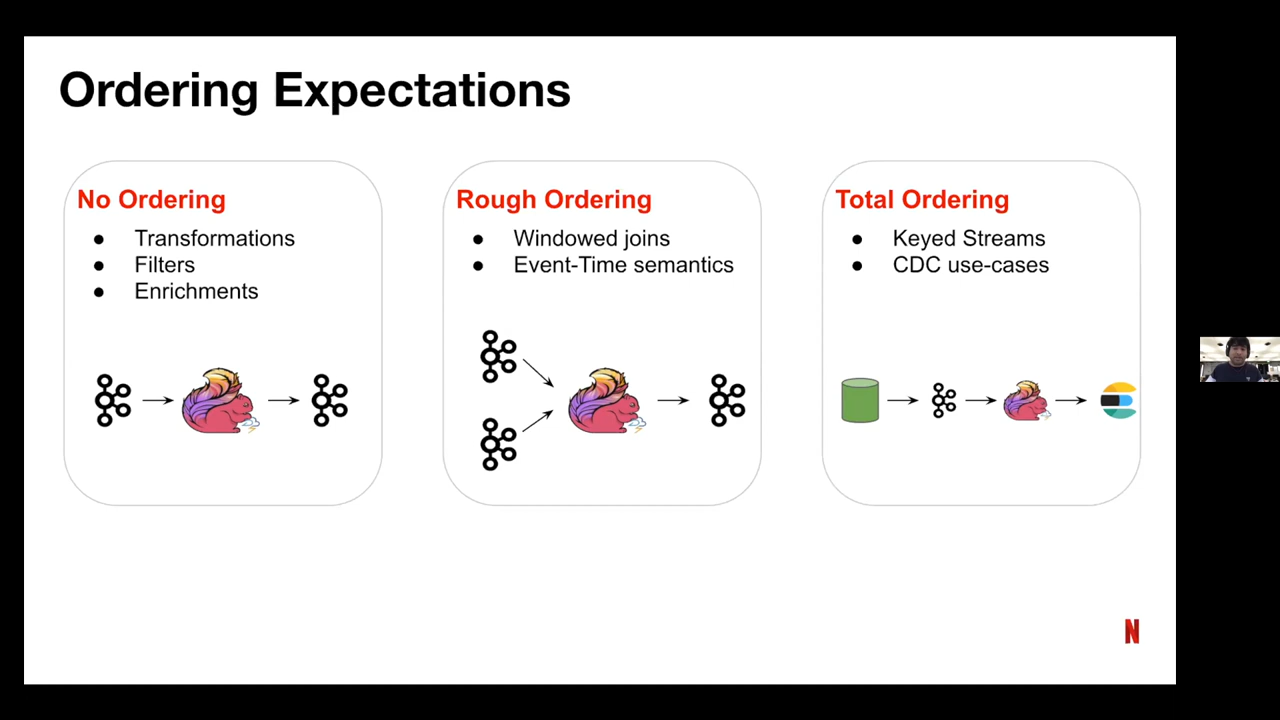 Ordering Expectations
No Ordering
● Transformations
● Filters
● Enrichments
Rough Ordering
● Windowed joins
● Event-Time semantics
Total Ordering
● Keyed Streams
● CDC use-cases
N